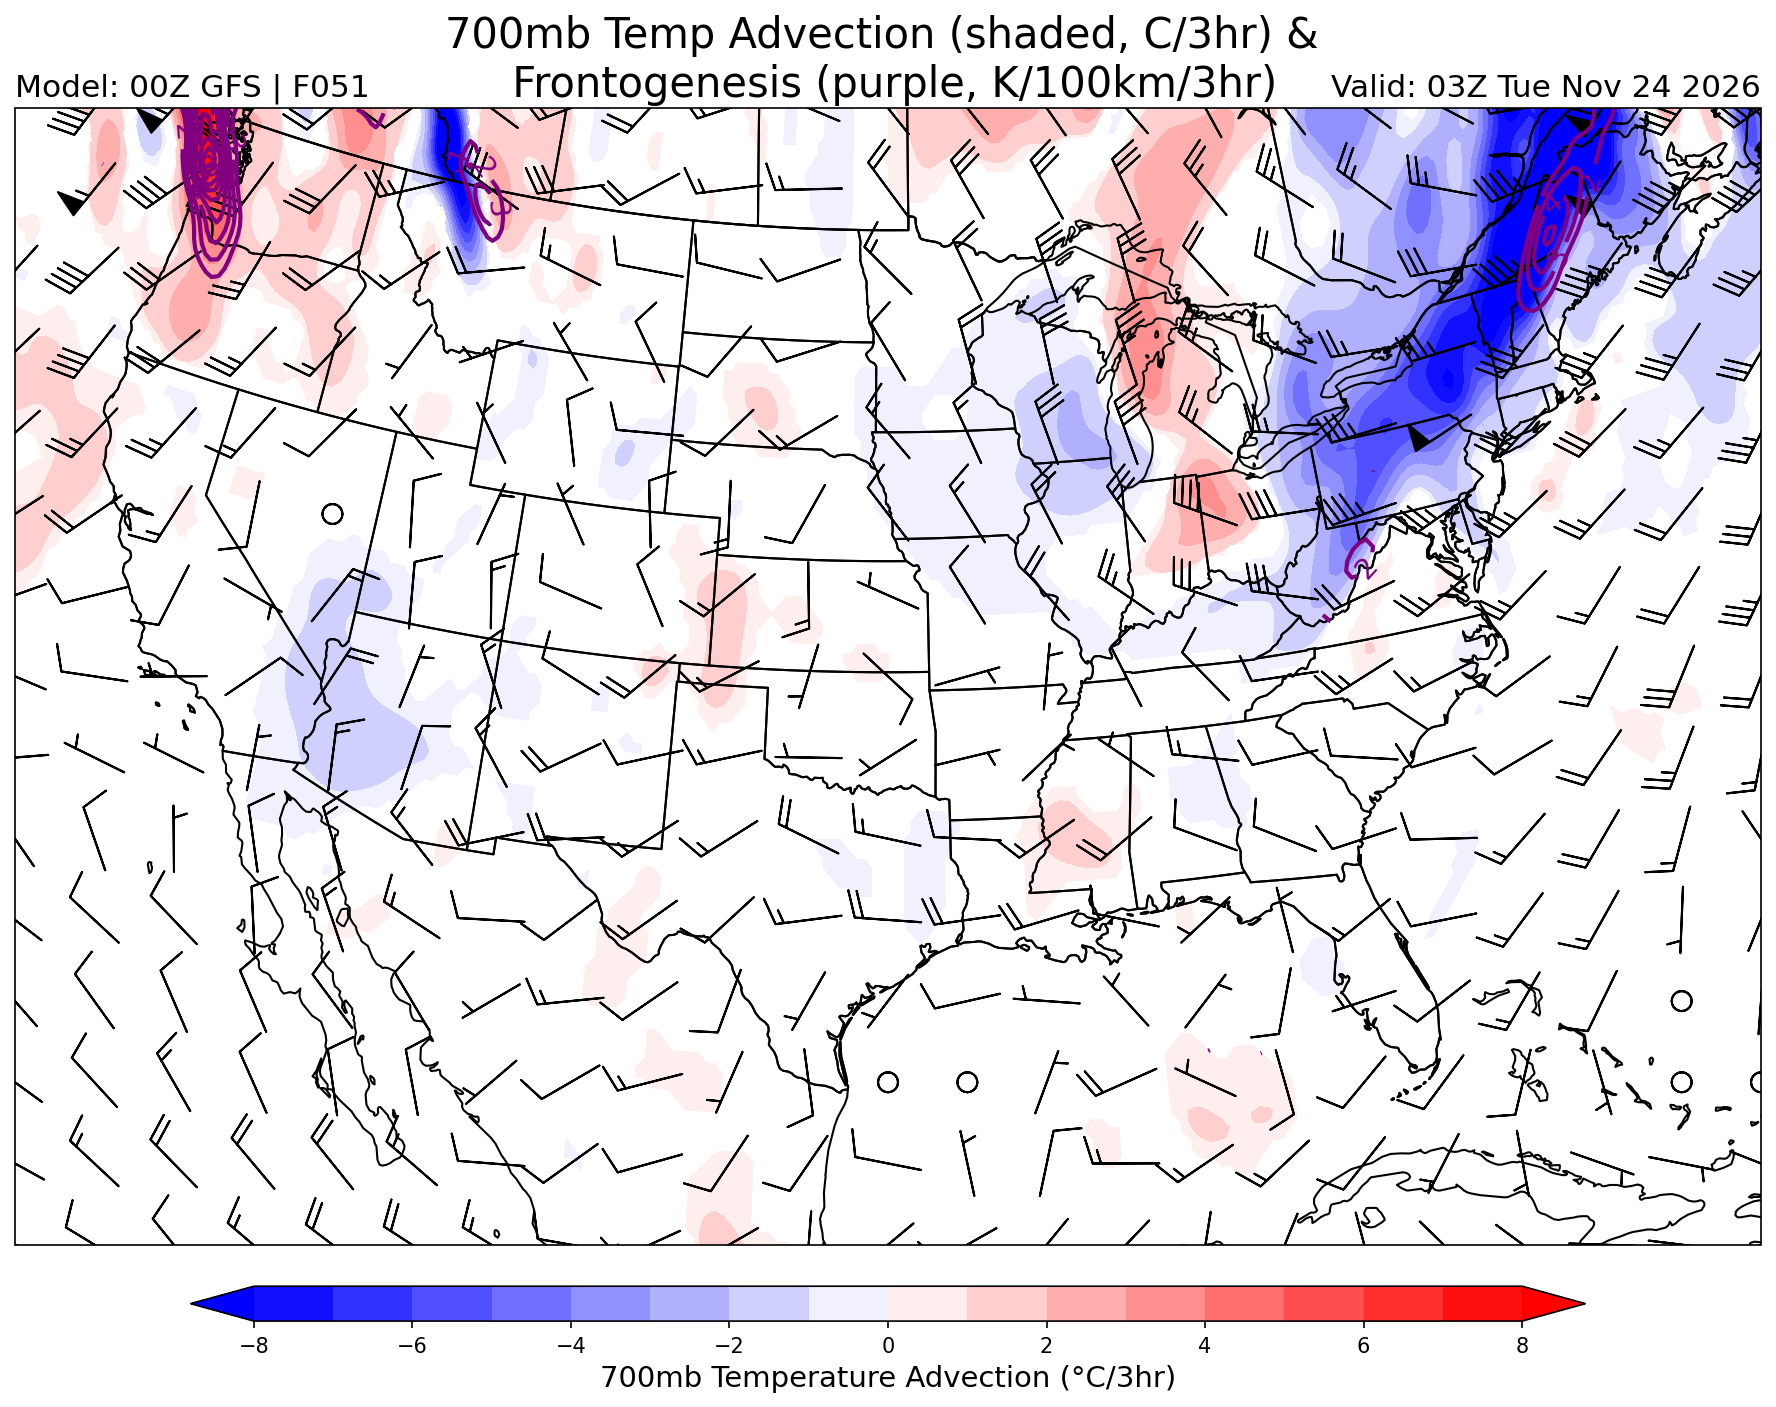 700mb Temp Advection (shaded, C/3hr) &
Frontogenesis (purple, K/100km/3hr)
Model: 00Z GFS | F051
Valid: 03Z Tue Nov 24 2026
−8 −6 −4 −2 0 2 4 6 8
700mb Temperature Advection (°C/3hr)